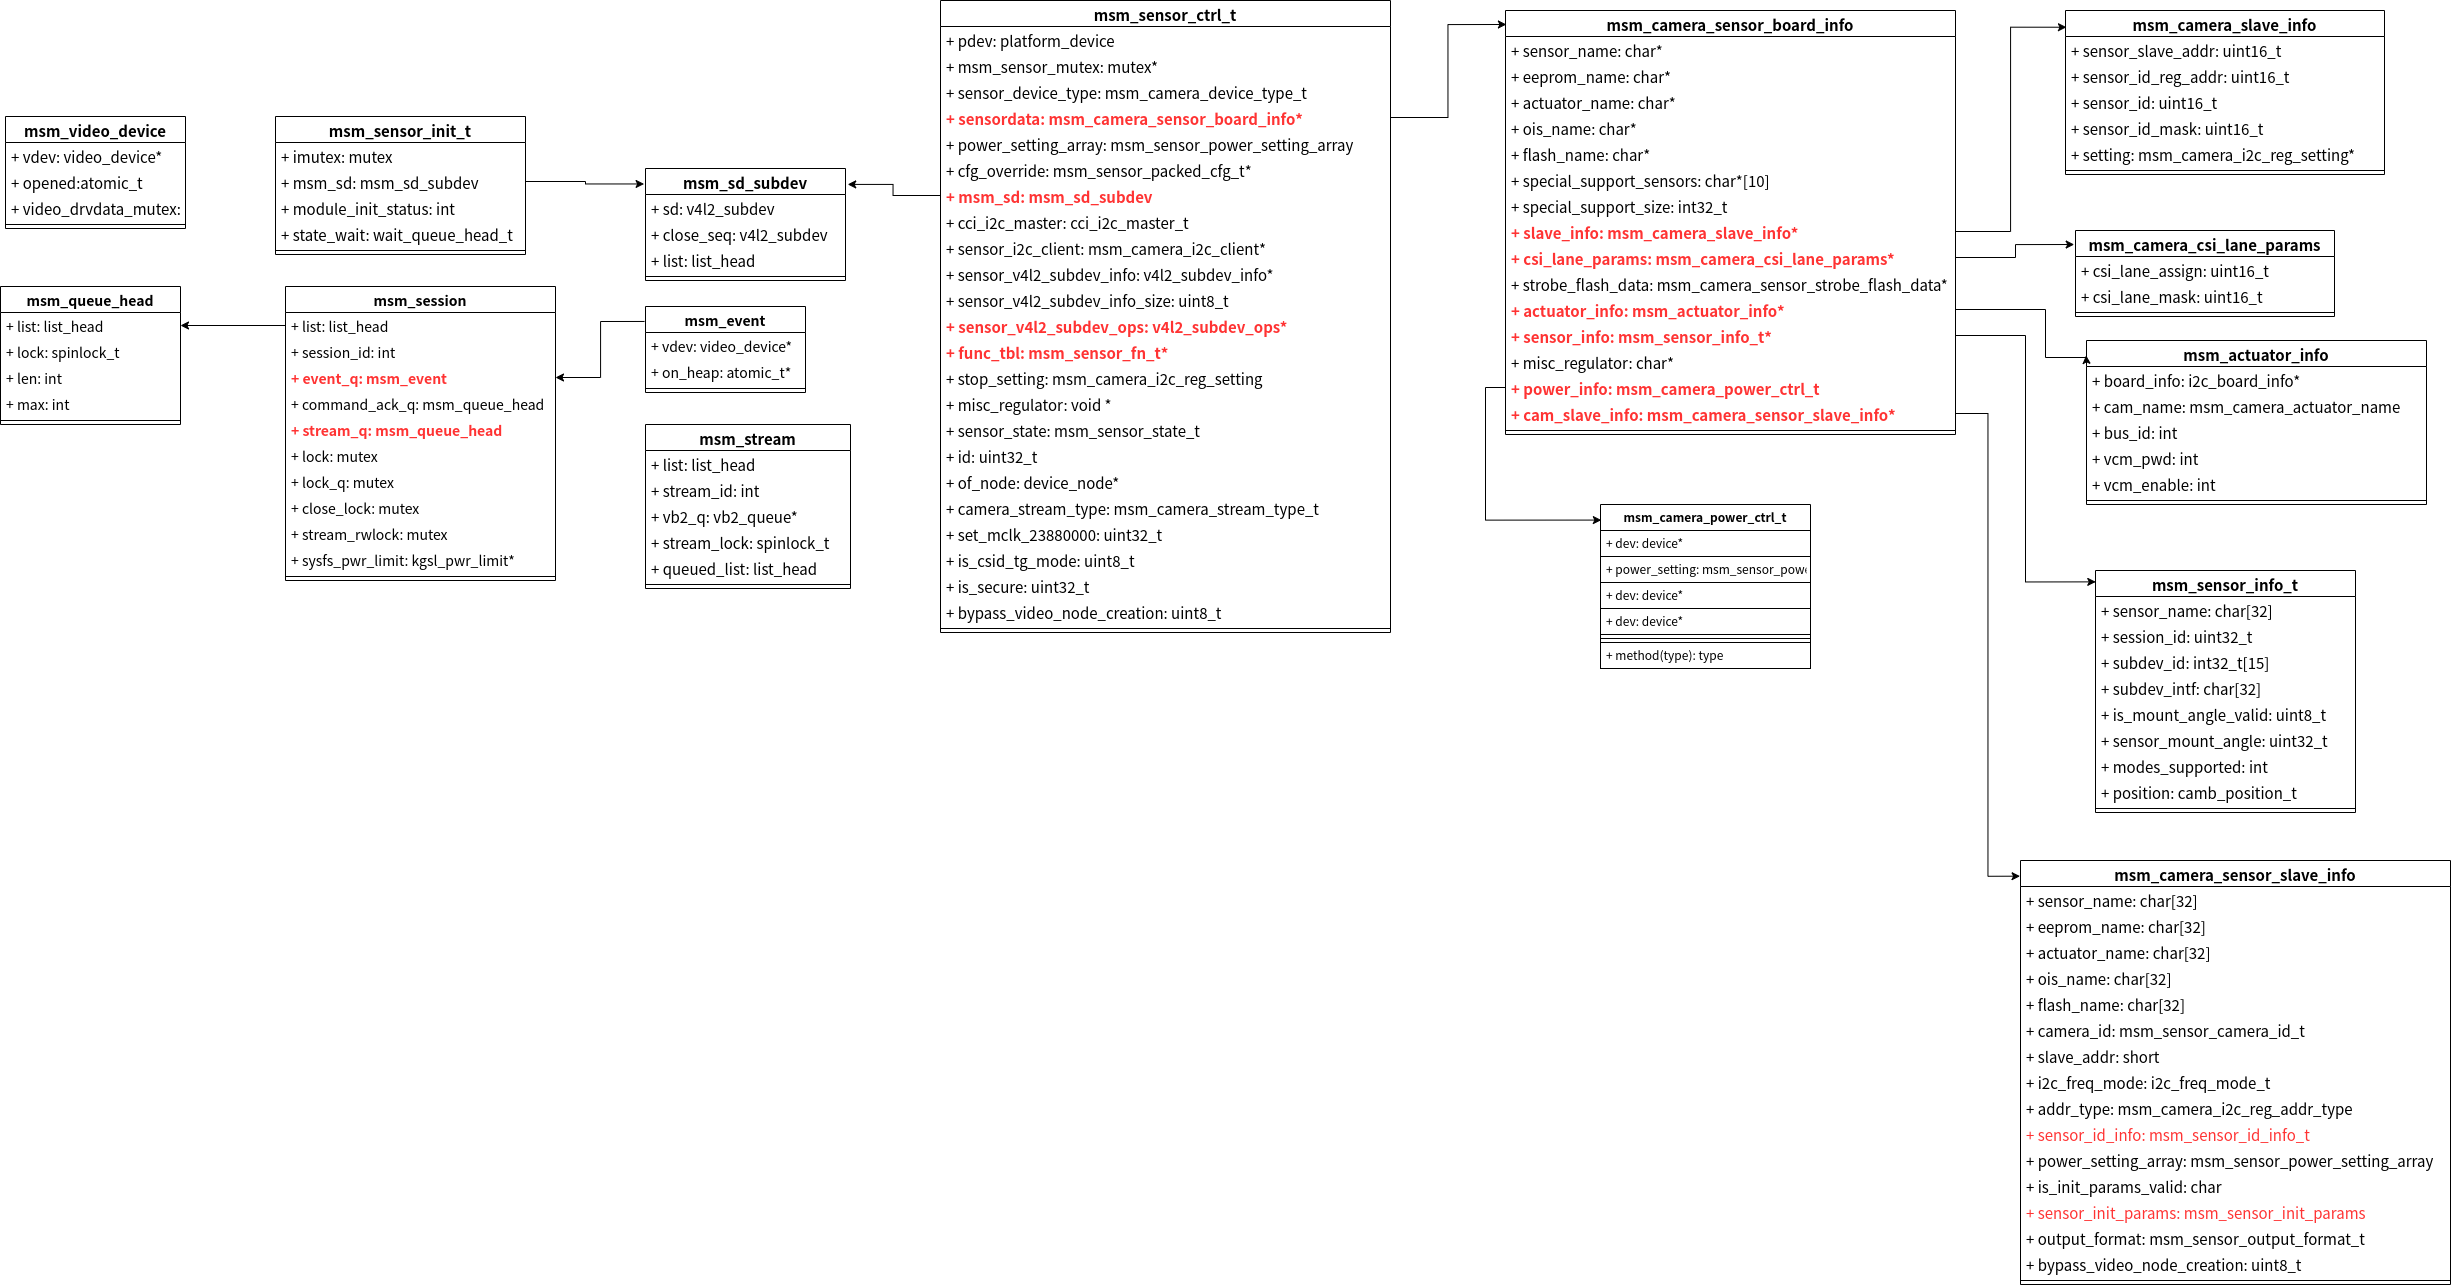 msm_video_device
+ vdev: video_device*
+ opened:atomic_t
+ video_drvdata_mutex:
msm_queue_head
+ list: list_head
+ lock: spinlock_t
+ len: int
+ max: int
msm_sensor_init_t
+ imutex: mutex
+ msm_sd: msm_sd_subdev
+ module_init_status: int
+ state_wait: wait_queue_head_t
msm_session
+ list: list_head
+ session_id: int
+ event_q: msm_event
+ command_ack_q: msm_queue_head
+ stream_q: msm_queue_head
+ lock: mutex
+ lock_q: mutex
+ close_lock: mutex
+ stream_rwlock: mutex
+ sysfs_pwr_limit: kgsl_pwr_limit*
msm_sd_subdev
+ sd: v4l2_subdev
+ close_seq: v4l2_subdev
+ list: list_head
msm_event
+ vdev: video_device*
+ on_heap: atomic_t*
msm_stream
+ list: list_head
+ stream_id: int
+ vb2_q: vb2_queue*
+ stream_lock: spinlock_t
+ queued_list: list_head
msm_sensor_ctrl_t
+ pdev: platform_device
+ msm_sensor_mutex: mutex*
+ sensor_device_type: msm_camera_device_type_t
+ sensordata: msm_camera_sensor_board_info*
+ power_setting_array: msm_sensor_power_setting_array
+ cfg_override: msm_sensor_packed_cfg_t*
+ msm_sd: msm_sd_subdev
+ cci_i2c_master: cci_i2c_master_t
+ sensor_i2c_client: msm_camera_i2c_client*
+ sensor_v4l2_subdev_info: v4l2_subdev_info*
+ sensor_v4l2_subdev_info_size: uint8_t
+ sensor_v4l2_subdev_ops: v4l2_subdev_ops*
+ func_tbl: msm_sensor_fn_t*
+ stop_setting: msm_camera_i2c_reg_setting
+ misc_regulator: void *
+ sensor_state: msm_sensor_state_t
+ id: uint32_t
+ of_node: device_node*
+ camera_stream_type: msm_camera_stream_type_t
+ set_mclk_23880000: uint32_t
+ is_csid_tg_mode: uint8_t
+ is_secure: uint32_t
+ bypass_video_node_creation: uint8_t
msm_camera_sensor_board_info
+ sensor_name: char*
+ eeprom_name: char*
+ actuator_name: char*
+ ois_name: char*
+ flash_name: char*
+ special_support_sensors: char*[10]
+ special_support_size: int32_t
+ slave_info: msm_camera_slave_info*
+ csi_lane_params: msm_camera_csi_lane_params*
+ strobe_flash_data: msm_camera_sensor_strobe_flash_data*
+ actuator_info: msm_actuator_info*
+ sensor_info: msm_sensor_info_t*
+ misc_regulator: char*
+ power_info: msm_camera_power_ctrl_t
+ cam_slave_info: msm_camera_sensor_slave_info*
msm_camera_power_ctrl_t
+ dev: device*
+ power_setting: msm_sensor_pow
+ dev: device*
+ dev: device*
+ method(type): type
msm_camera_slave_info
+ sensor_slave_addr: uint16_t
+ sensor_id_reg_addr: uint16_t
+ sensor_id: uint16_t
+ sensor_id_mask: uint16_t
+ setting: msm_camera_i2c_reg_setting*
msm_camera_csi_lane_params
+ csi_lane_assign: uint16_t
+ csi_lane_mask: uint16_t
msm_actuator_info
+ board_info: i2c_board_info*
+ cam_name: msm_camera_actuator_name
+ bus_id: int
+ vcm_pwd: int
+ vcm_enable: int
msm_sensor_info_t
+ sensor_name: char[32]
+ session_id: uint32_t
+ subdev_id: int32_t[15]
+ subdev_intf: char[32]
+ is_mount_angle_valid: uint8_t
+ sensor_mount_angle: uint32_t
+ modes_supported: int
+ position: camb_position_t
msm_camera_sensor_slave_info
+ sensor_name: char[32]
+ eeprom_name: char[32]
+ actuator_name: char[32]
+ ois_name: char[32]
+ flash_name: char[32]
+ camera_id: msm_sensor_camera_id_t
+ slave_addr: short
+ i2c_freq_mode: i2c_freq_mode_t
+ addr_type: msm_camera_i2c_reg_addr_type
+ sensor_id_info: msm_sensor_id_info_t
+ power_setting_array: msm_sensor_power_setting_array
+ is_init_params_valid: char
+ sensor_init_params: msm_sensor_init_params
+ output_format: msm_sensor_output_format_t
+ bypass_video_node_creation: uint8_t